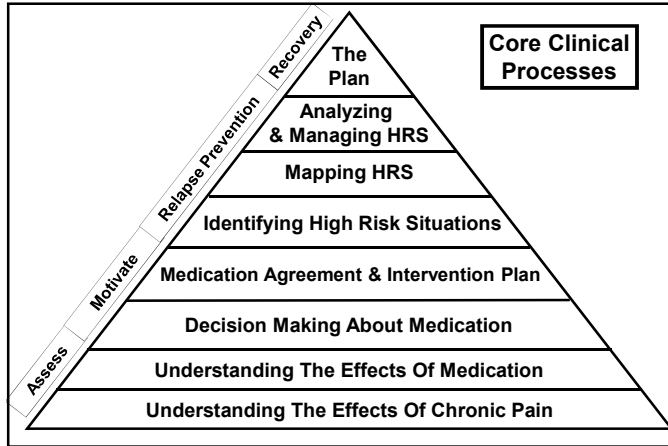 Core Clinical
Processes
The
Plan
Analyzing
& Managing HRS
Mapping HRS
Identifying High Risk Situations
Medication Agreement & Intervention Plan
Decision Making About Medication
Understanding The Effects Of Medication
Understanding The Effects Of Chronic Pain
Recovery
Relapse Prevention
Motivate
Assess